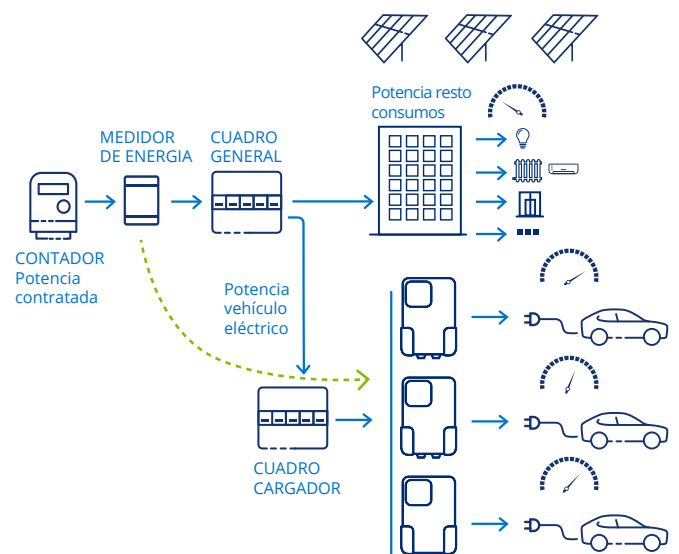 Potencia resto
consumos
MEDIDOR
DE ENERGIA
CUADRO
GENERAL
CONTADOR
Potencia
contratada
Potencia
vehículo
eléctrico
CUADRO
CARGADOR